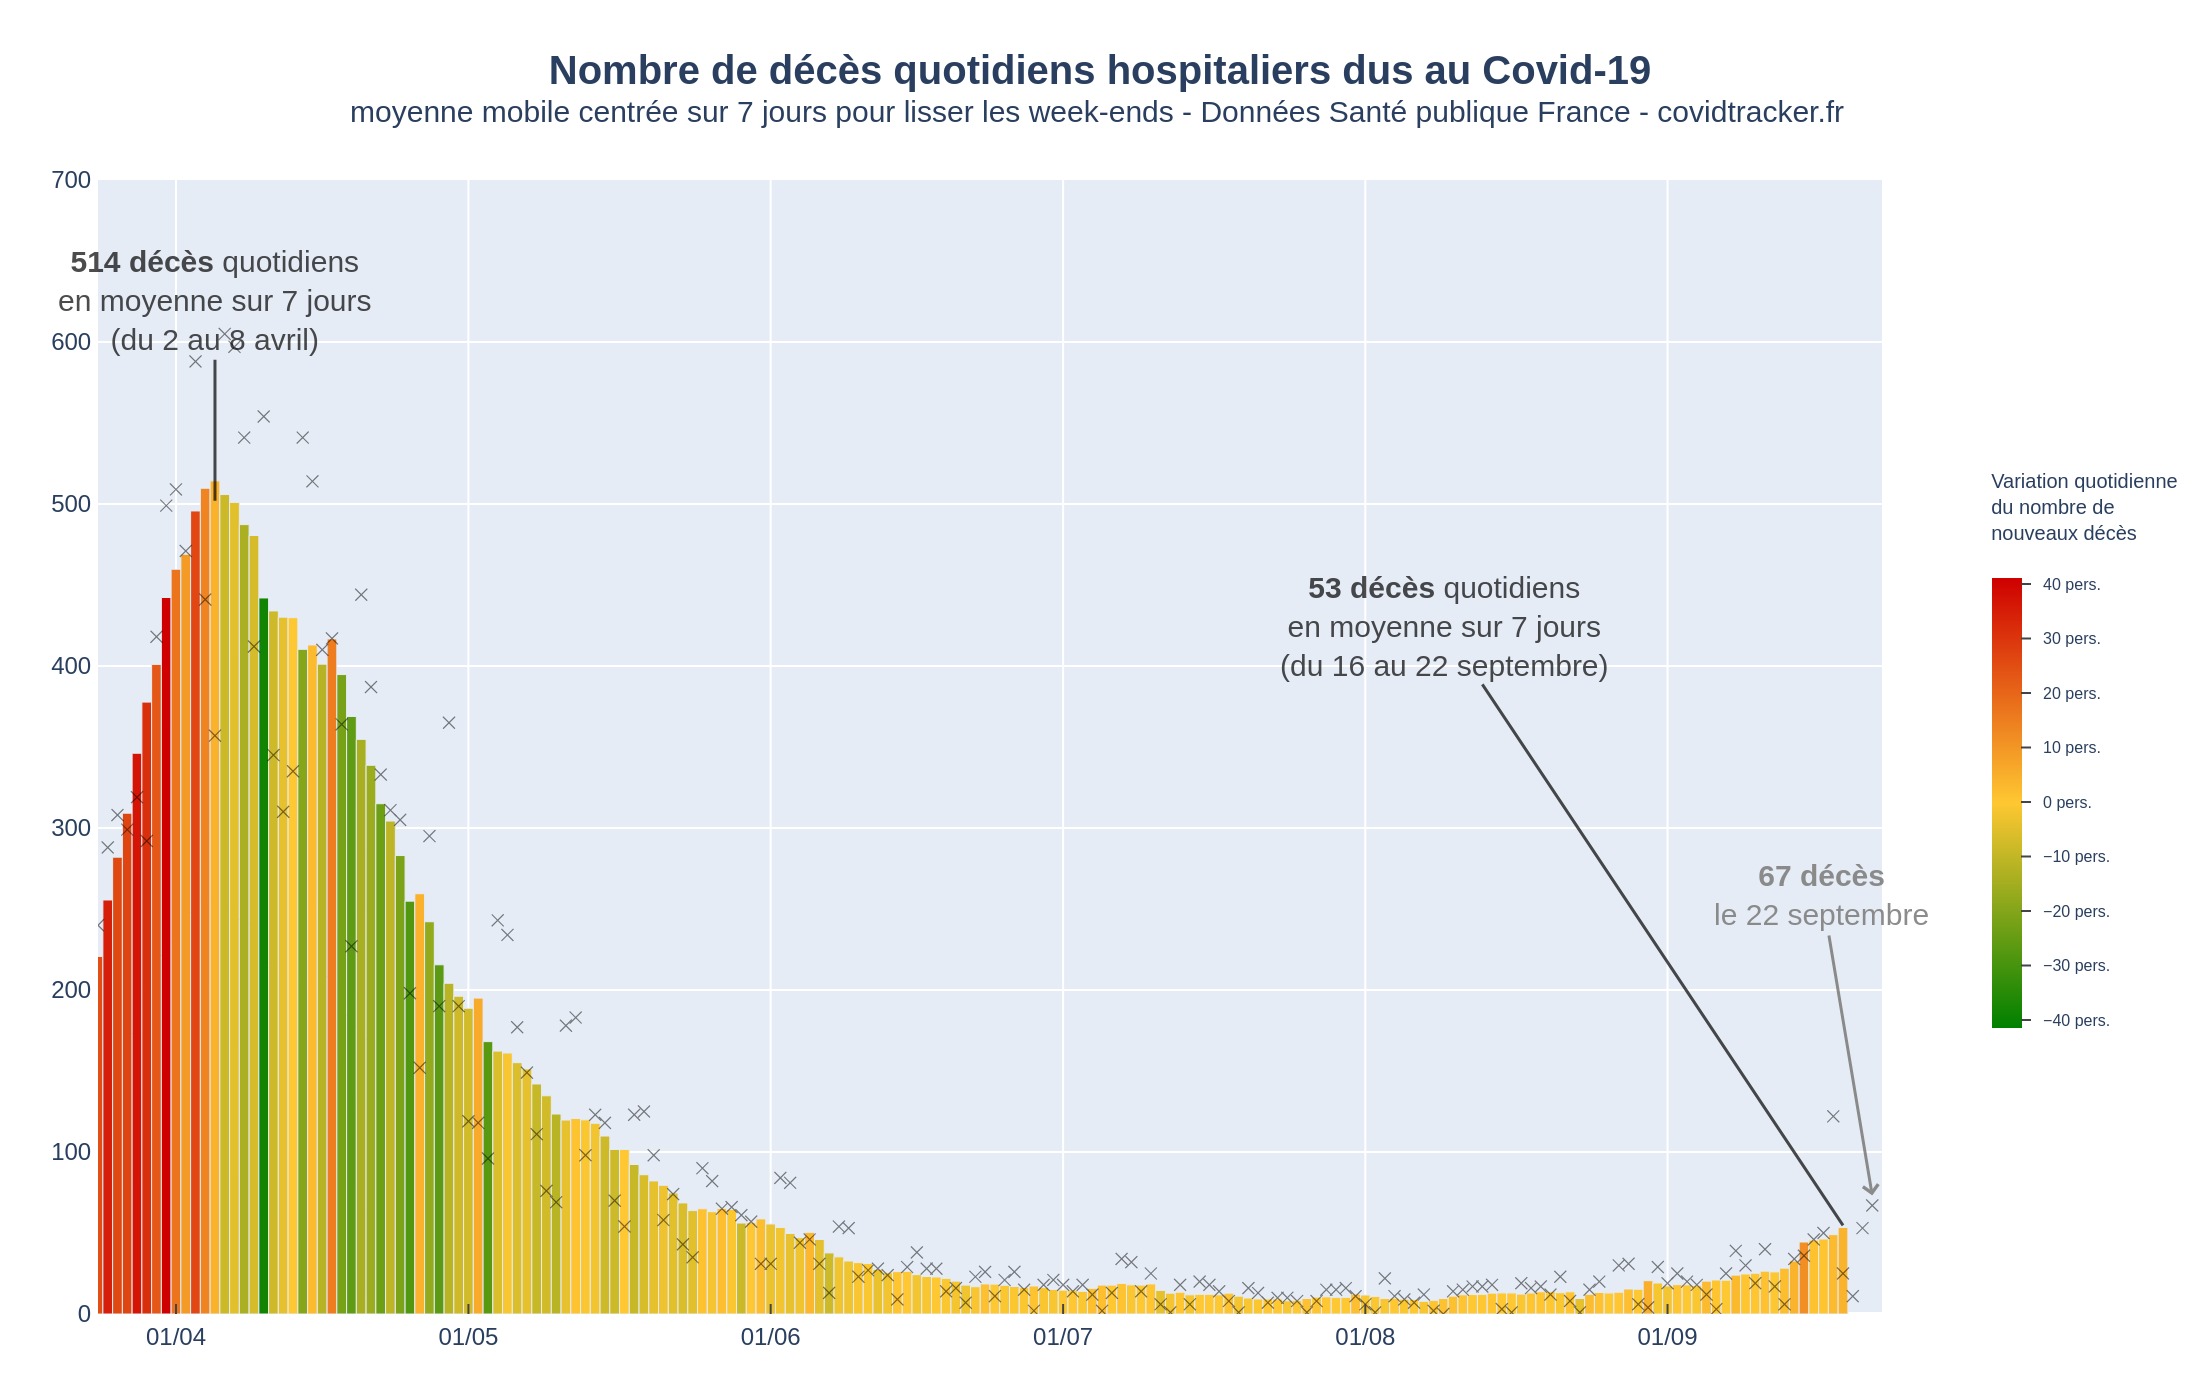 Nombre de décès quotidiens hospitaliers dus au Covid-19
moyenne mobile centrée sur 7 jours pour lisser les week-ends - Données Santé publique France - covidtracker.fr
700
600
500
400
300
200
100
0
514 décès quotidiens
en moyenne sur 7 jours
(du 2 au 8 avril)
53 décès quotidiens
en moyenne sur 7 jours
(du 16 au 22 septembre)
67 décès
le 22 septembre
01/04
01/05
01/06
01/07
01/08
01/09
Variation quotidienne
du nombre de
nouveaux décès
40 pers.
30 pers.
20 pers.
10 pers.
0 pers.
−10 pers.
−20 pers.
−30 pers.
−40 pers.